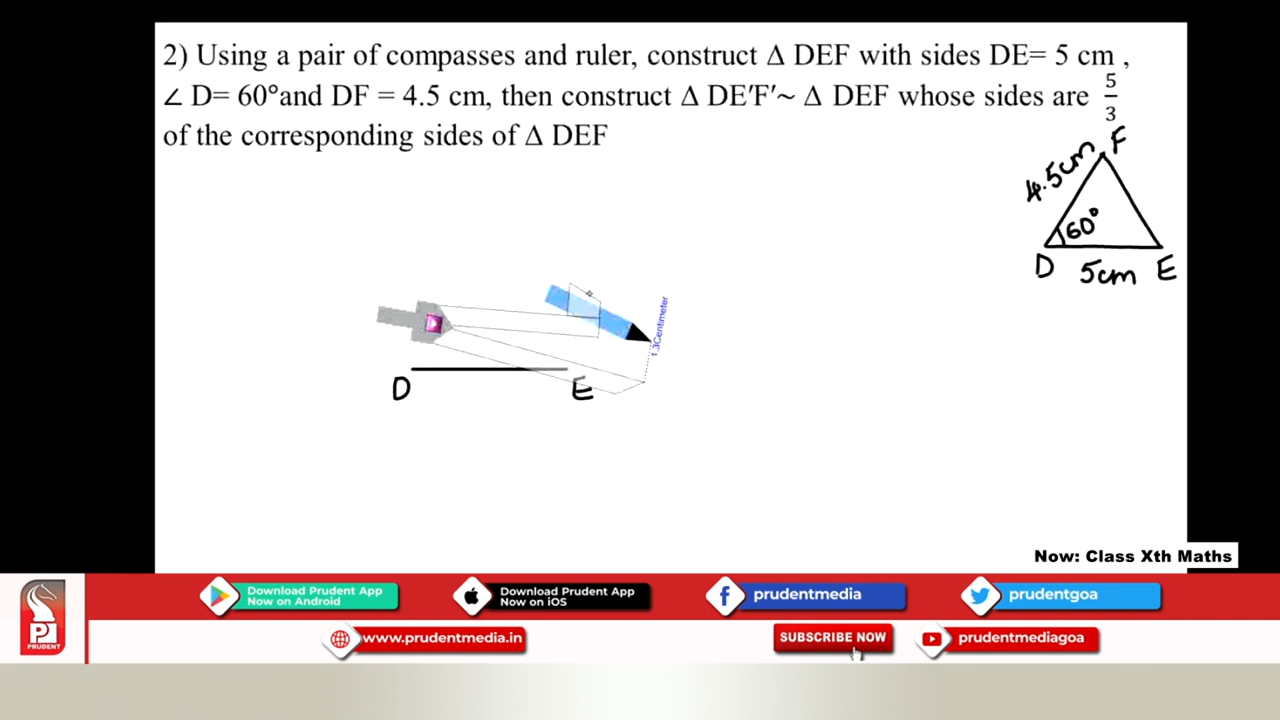 2) Using a pair of compasses and ruler, construct Δ DEF with sides DE= 5 cm ,
∠ D= 60°and DF = 4.5 cm, then construct Δ DE′F′~ Δ DEF whose sides are 5/3
of the corresponding sides of Δ DEF
F
4.5cm
60°
D 5cm E
1.3Centimeter
D E
Now: Class Xth Maths
Download Prudent App
Now on Android
Download Prudent App
Now on iOS
prudentmedia
prudentgoa
PRUDENT
www.prudentmedia.in
SUBSCRIBE NOW
prudentmediagoa